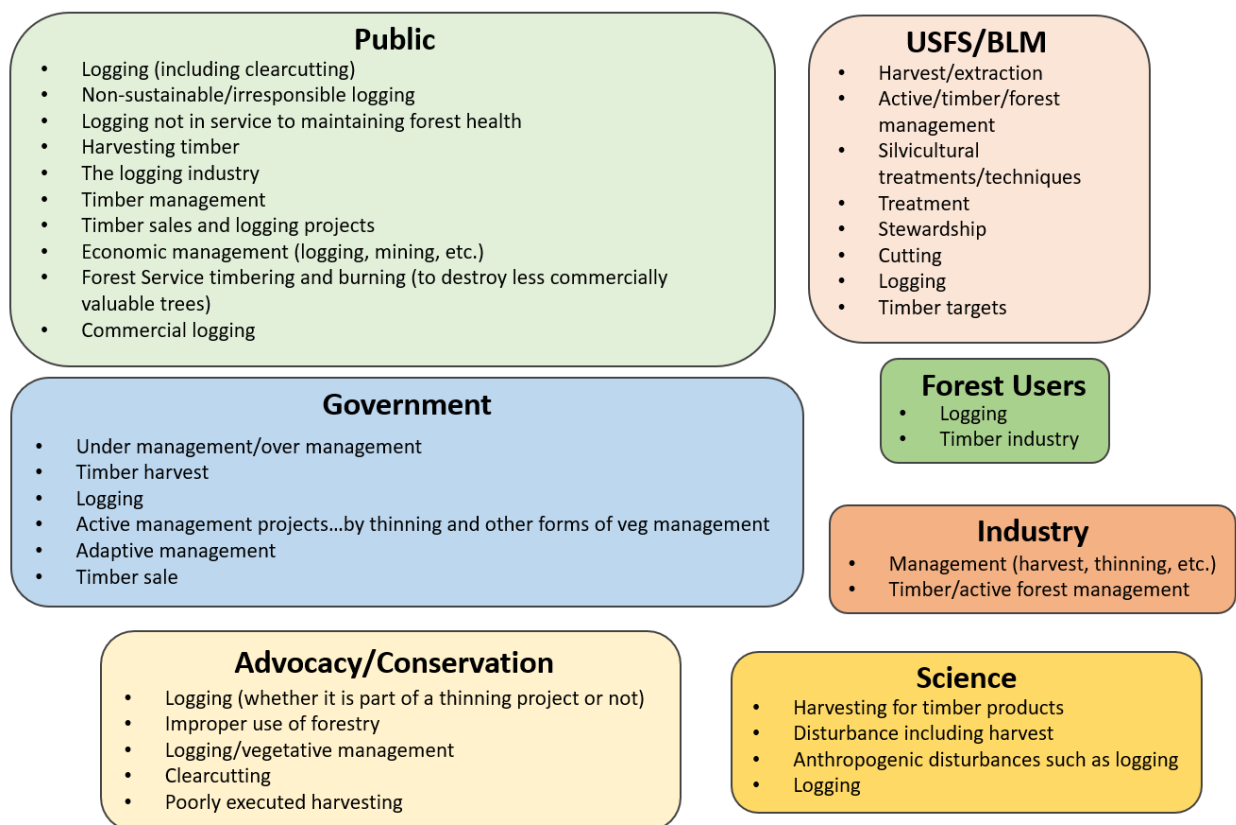 Public
• Logging (including clearcutting)
• Non-sustainable/irresponsible logging
• Logging not in service to maintaining forest health
• Harvesting timber
• The logging industry
• Timber management
• Timber sales and logging projects
• Economic management (logging, mining, etc.)
• Forest Service timbering and burning (to destroy less commercially
valuable trees)
• Commercial logging
USFS/BLM
• Harvest/extraction
• Active/timber/forest
management
• Silvicultural
treatments/techniques
• Treatment
• Stewardship
• Cutting
• Logging
• Timber targets
Forest Users
• Logging
• Timber industry
Government
• Under management/over management
• Timber harvest
• Logging
• Active management projects...by thinning and other forms of veg management
• Adaptive management
• Timber sale
Industry
• Management (harvest, thinning, etc.)
• Timber/active forest management
Advocacy/Conservation
• Logging (whether it is part of a thinning project or not)
• Improper use of forestry
• Logging/vegetative management
• Clearcutting
• Poorly executed harvesting
Science
• Harvesting for timber products
• Disturbance including harvest
• Anthropogenic disturbances such as logging
• Logging